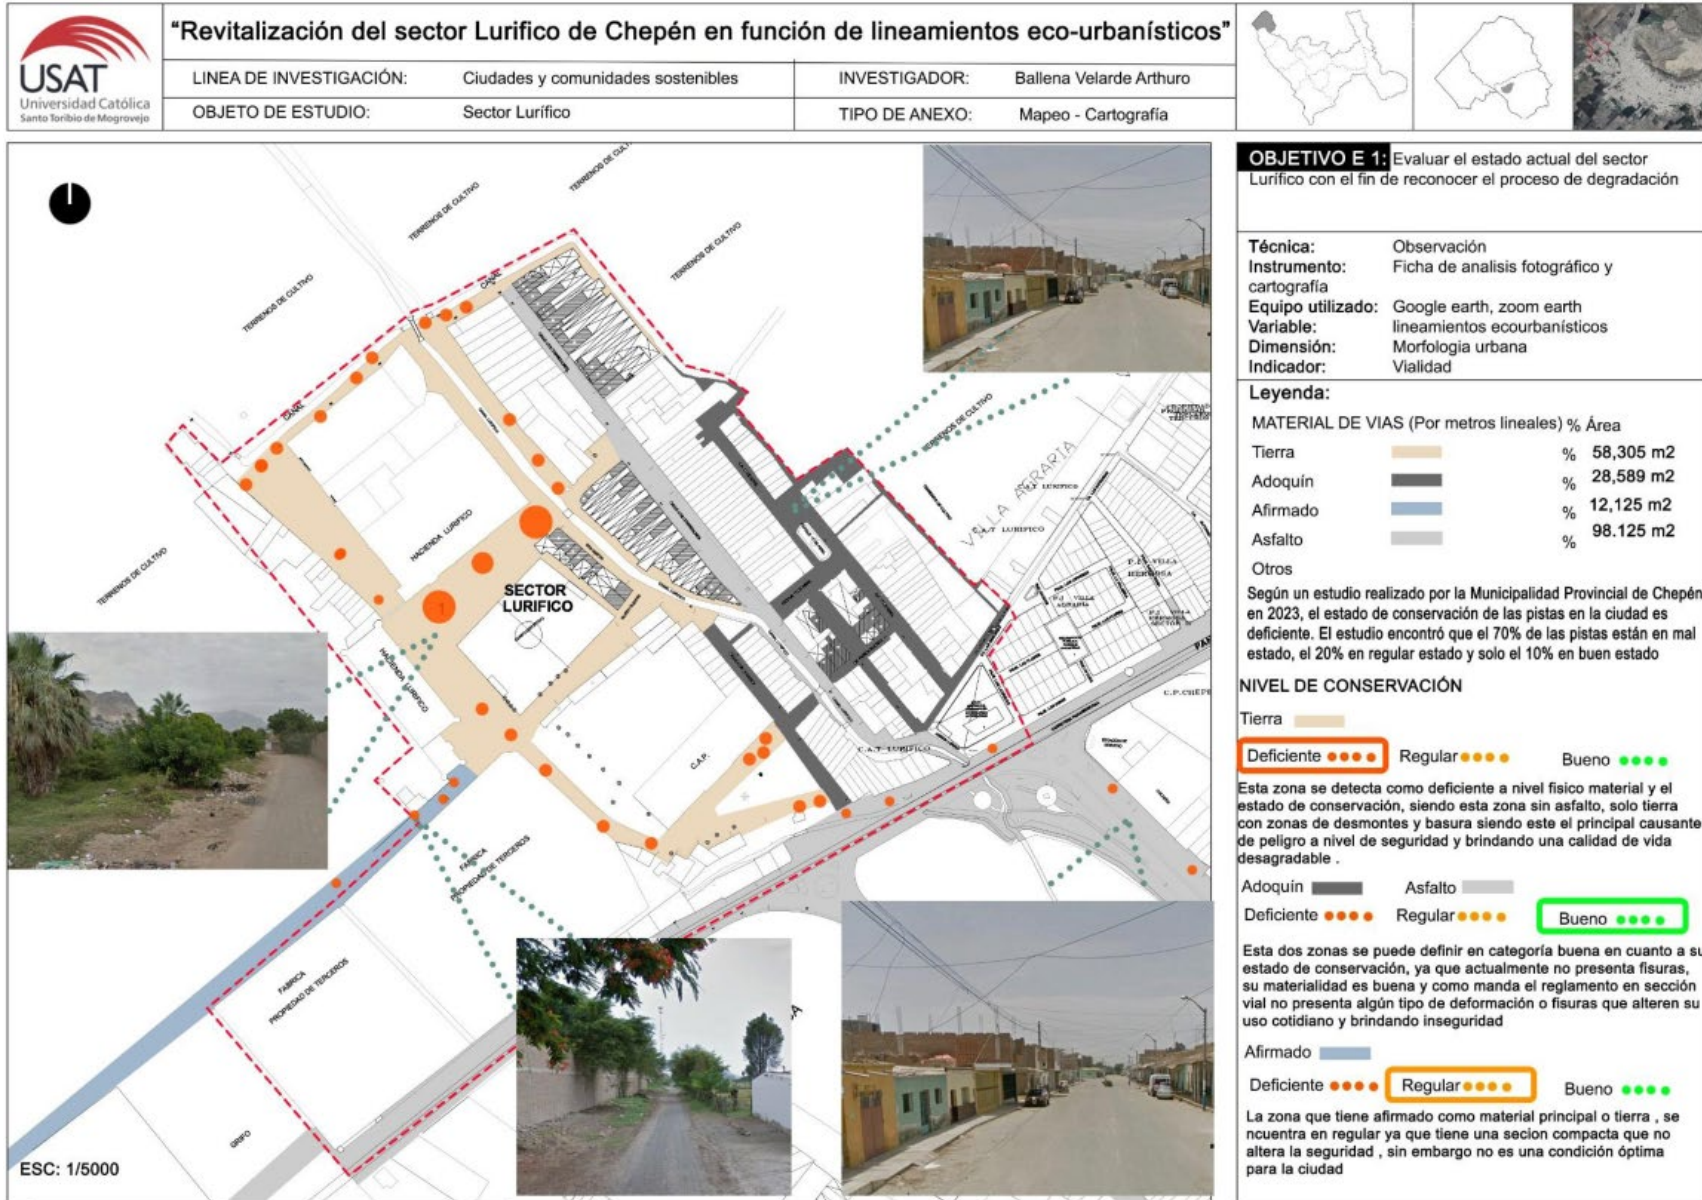 USAT
Universidad Católica
Santo Toribio de Mogrovejo
“Revitalización del sector Lurifico de Chepén en función de lineamientos eco-urbanísticos”
LINEA DE INVESTIGACIÓN: Ciudades y comunidades sostenibles
INVESTIGADOR: Ballena Velarde Arthuro
OBJETO DE ESTUDIO: Sector Lurífico
TIPO DE ANEXO: Mapeo - Cartografía
TERRENOS DE CULTIVO
TERRENOS DE CULTIVO
TERRENOS DE CULTIVO
TERRENOS DE CULTIVO
TERRENOS DE CULTIVO
TERRENOS DE CULTIVO
CANAL
CANAL
HACIENDA LURIFICO
HACIENDA LURIFICO
SECTOR
LURIFICO
1
VILLA AGRARIA
C.A.T LURIFICO
C.A.T LURIFICO
P.J. VILLA
HERMOSA
P.J VILLA
AGRARIA
C.A.T LURIFICO
C.A.P.
FABRICA
PROPIEDAD DE TERCEROS
FABRICA
PROPIEDAD DE TERCEROS
GRIFO
ESC: 1/5000
OBJETIVO E 1: Evaluar el estado actual del sector
Lurífico con el fin de reconocer el proceso de degradación
Técnica: Observación
Instrumento: Ficha de analisis fotográfico y
cartografía
Equipo utilizado: Google earth, zoom earth
Variable: lineamientos ecourbanísticos
Dimensión: Morfologia urbana
Indicador: Vialidad
Leyenda:
MATERIAL DE VIAS (Por metros lineales) % Área
Tierra % 58,305 m2
Adoquín % 28,589 m2
Afirmado % 12,125 m2
Asfalto % 98.125 m2
Otros
Según un estudio realizado por la Municipalidad Provincial de Chepén
en 2023, el estado de conservación de las pistas en la ciudad es
deficiente. El estudio encontró que el 70% de las pistas están en mal
estado, el 20% en regular estado y solo el 10% en buen estado
NIVEL DE CONSERVACIÓN
Tierra
Deficiente Regular Bueno
Esta zona se detecta como deficiente a nivel fisico material y el
estado de conservación, siendo esta zona sin asfalto, solo tierra
con zonas de desmontes y basura siendo este el principal causante
de peligro a nivel de seguridad y brindando una calidad de vida
desagradable .
Adoquín Asfalto
Deficiente Regular Bueno
Esta dos zonas se puede definir en categoría buena en cuanto a su
estado de conservación, ya que actualmente no presenta fisuras,
su materialidad es buena y como manda el reglamento en sección
vial no presenta algún tipo de deformación o fisuras que alteren su
uso cotidiano y brindando inseguridad
Afirmado
Deficiente Regular Bueno
La zona que tiene afirmado como material principal o tierra , se
ncuentra en regular ya que tiene una secion compacta que no
altera la seguridad , sin embargo no es una condición óptima
para la ciudad